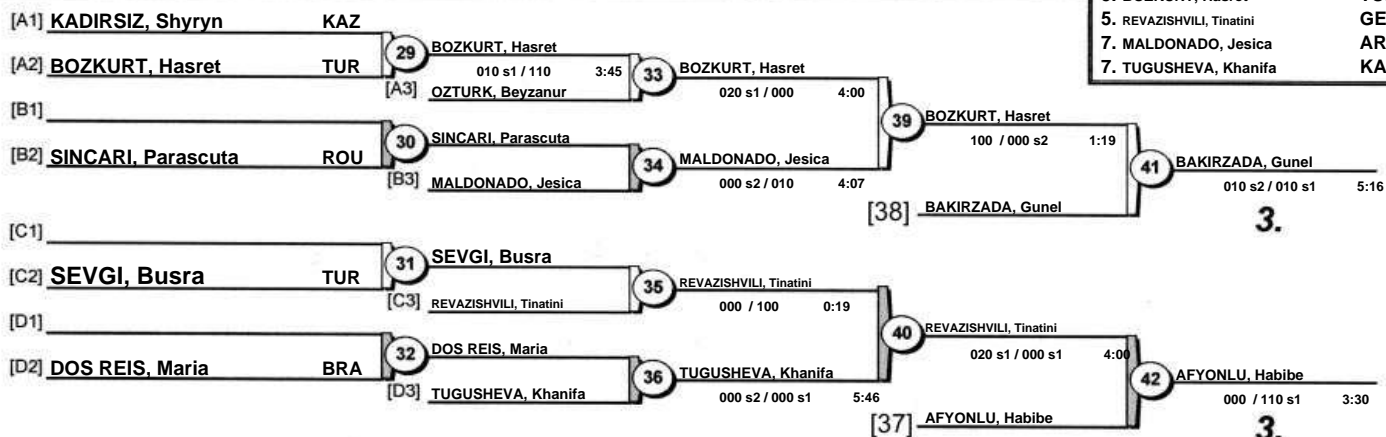 [A1] KADIRSIZ, Shyryn KAZ
5. REVAZISHVILI, Tinatini GE
29 BOZKURT, Hasret
[A2] BOZKURT, Hasret TUR
7. MALDONADO, Jesica AR
7. TUGUSHEVA, Khanifa KA
010 s1 / 110 3:45
33 BOZKURT, Hasret
[A3] OZTURK, Beyzanur
020 s1 / 000 4:00
[B1]
39 BOZKURT, Hasret
30 SINCARI, Parascuta
100 / 000 s2 1:19
[B2] SINCARI, Parascuta ROU
34 MALDONADO, Jesica
41 BAKIRZADA, Gunel
[B3] MALDONADO, Jesica
000 s2 / 010 4:07
010 s2 / 010 s1 5:16
[38] BAKIRZADA, Gunel
3.
[C1]
31 SEVGI, Busra
[C2] SEVGI, Busra TUR
35 REVAZISHVILI, Tinatini
[C3] REVAZISHVILI, Tinatini
000 / 100 0:19
[D1]
40 REVAZISHVILI, Tinatini
32 DOS REIS, Maria
020 s1 / 000 s1 4:00
[D2] DOS REIS, Maria BRA
36 TUGUSHEVA, Khanifa
42 AFYONLU, Habibe
[D3] TUGUSHEVA, Khanifa
000 s2 / 000 s1 5:46
000 / 110 s1 3:30
[37] AFYONLU, Habibe
3.